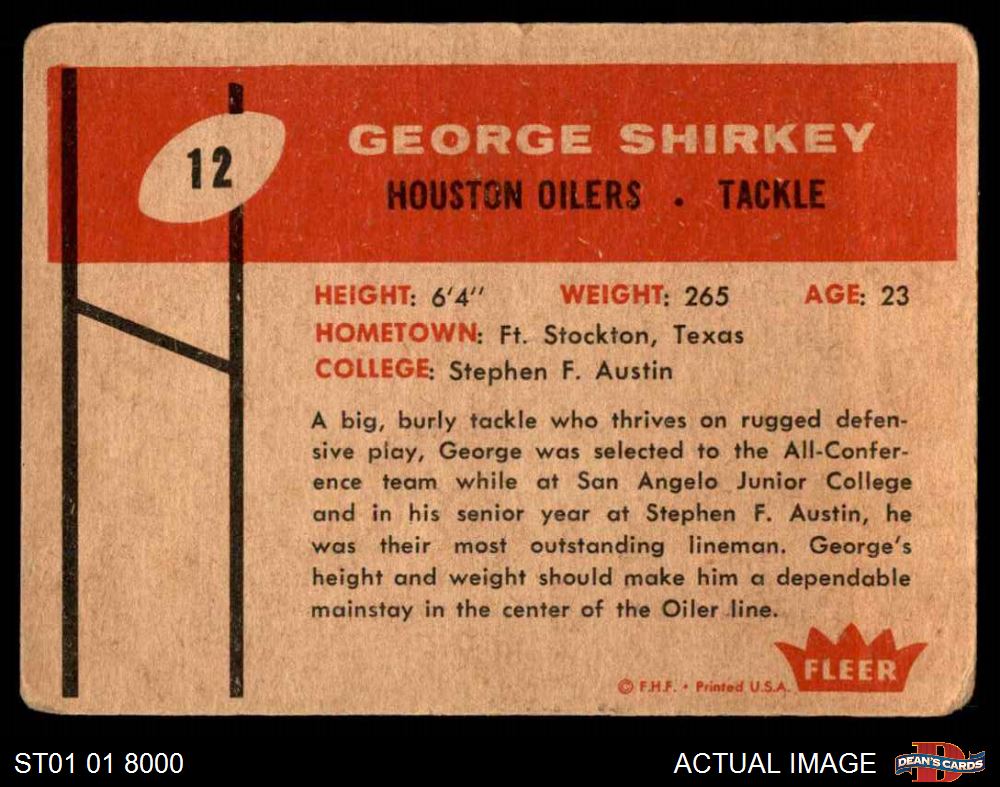 12
GEORGE SHIRKEY
HOUSTON OILERS . TACKLE
HEIGHT: 6'4" WEIGHT: 265 AGE: 23
HOMETOWN: Ft. Stockton, Texas
COLLEGE: Stephen F. Austin
A big, burly tackle who thrives on rugged defen-
sive play, George was selected to the All-Confer-
ence team while at San Angelo Junior College
and in his senior year at Stephen F. Austin, he
was their most outstanding lineman. George's
height and weight should make him a dependable
mainstay in the center of the Oiler line.
FLEER
© F.H.F. • Printed U.S.A.
ST01 01 8000
ACTUAL IMAGE
D
DEAN'S CARDS